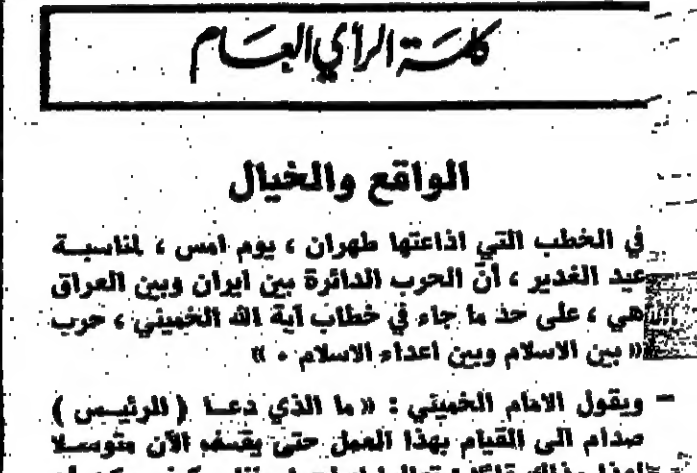 كلمة الرأي العام
الواقع والخيال
في الخطب التي اذاعتها طهران ، يوم امس ، لمناسبة
عيد الغدير ، أن الحرب الدائرة بين ايران وبين العراق
هي ، على حد ما جاء في خطاب آية الله الخميني ، حرب
« بين الاسلام وبين اعداء الاسلام . »
– ويقول الامام الخميني : « ما الذي دعا ( الرئيس )
صدام الى القيام بهذا العمل حتى يقسف الآن متوسلا